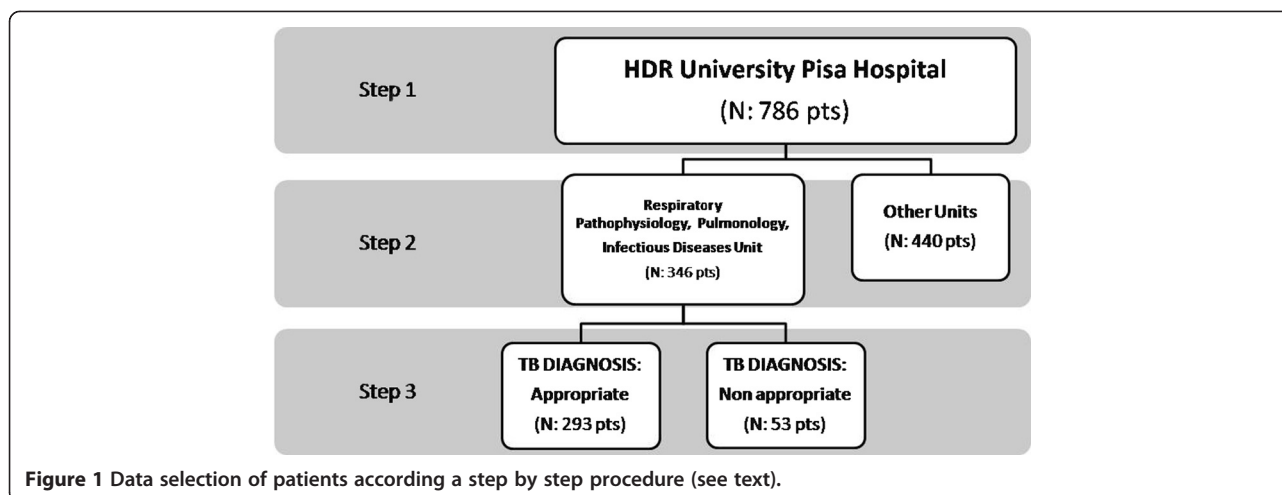 Step 1
HDR University Pisa Hospital
(N: 786 pts)
Step 2
Respiratory
Pathophysiology, Pulmonology,
Infectious Diseases Unit
(N: 346 pts)
Other Units
(N: 440 pts)
Step 3
TB DIAGNOSIS:
Appropriate
(N: 293 pts)
TB DIAGNOSIS:
Non appropriate
(N: 53 pts)
Figure 1 Data selection of patients according a step by step procedure (see text).